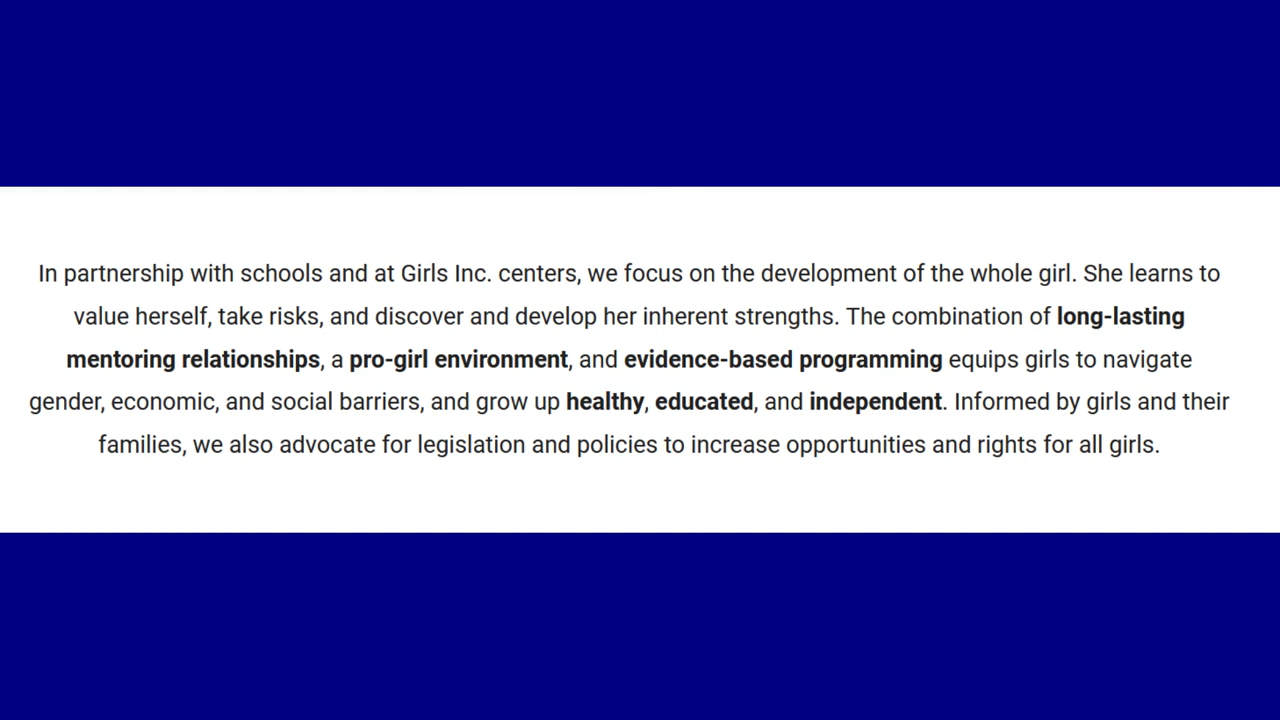 In partnership with schools and at Girls Inc. centers, we focus on the development of the whole girl. She learns to
value herself, take risks, and discover and develop her inherent strengths. The combination of long-lasting
mentoring relationships, a pro-girl environment, and evidence-based programming equips girls to navigate
gender, economic, and social barriers, and grow up healthy, educated, and independent. Informed by girls and their
families, we also advocate for legislation and policies to increase opportunities and rights for all girls.